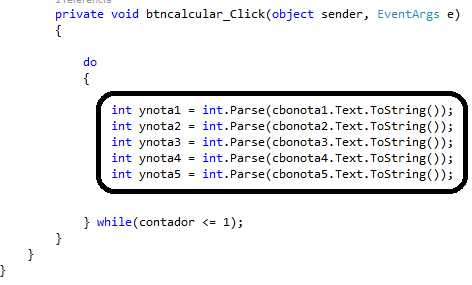 1 referencia
private void btncalcular_Click(object sender, EventArgs e)
{
do
{
int ynota1 = int.Parse(cbonota1.Text.ToString());
int ynota2 = int.Parse(cbonota2.Text.ToString());
int ynota3 = int.Parse(cbonota3.Text.ToString());
int ynota4 = int.Parse(cbonota4.Text.ToString());
int ynota5 = int.Parse(cbonota5.Text.ToString());
} while(contador <= 1);
}
}
}